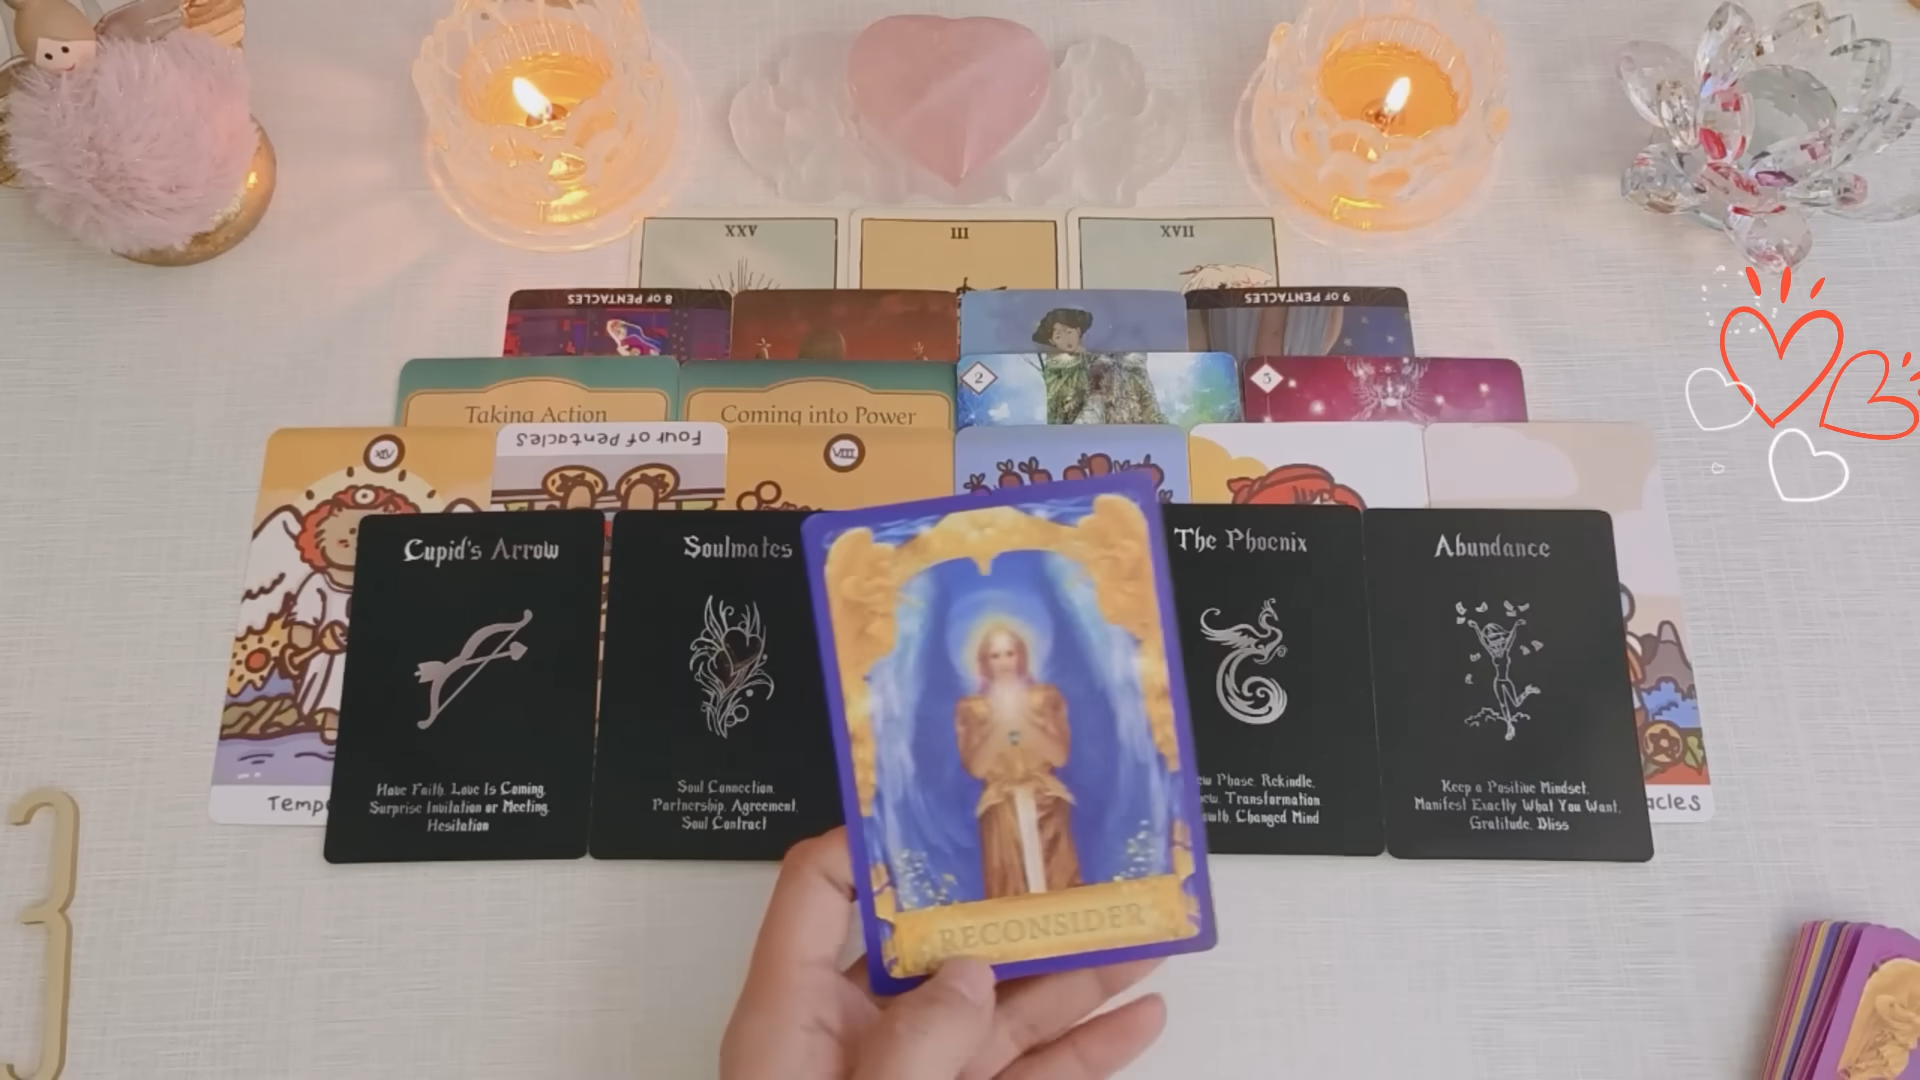 XXV
III
XVII
8 OF PENTACLES
9 OF PENTACLES
Taking Action
Coming into Power
2
3
XIV
Four of Pentacles
VIII
Cupid's Arrow
Soulmates
The Phoenix
Abundance
Have Faith, Love Is Coming,
Surprise Invitation or Meeting,
Hesitation
Soul Connection,
Partnership, Agreement,
Soul Contract
Phase, Rekindle,
Transformation
Changed Mind
Keep a Positive Mindset,
Manifest Exactly What You Want,
Gratitude, Bliss
Temp
acles
RECONSIDER
3